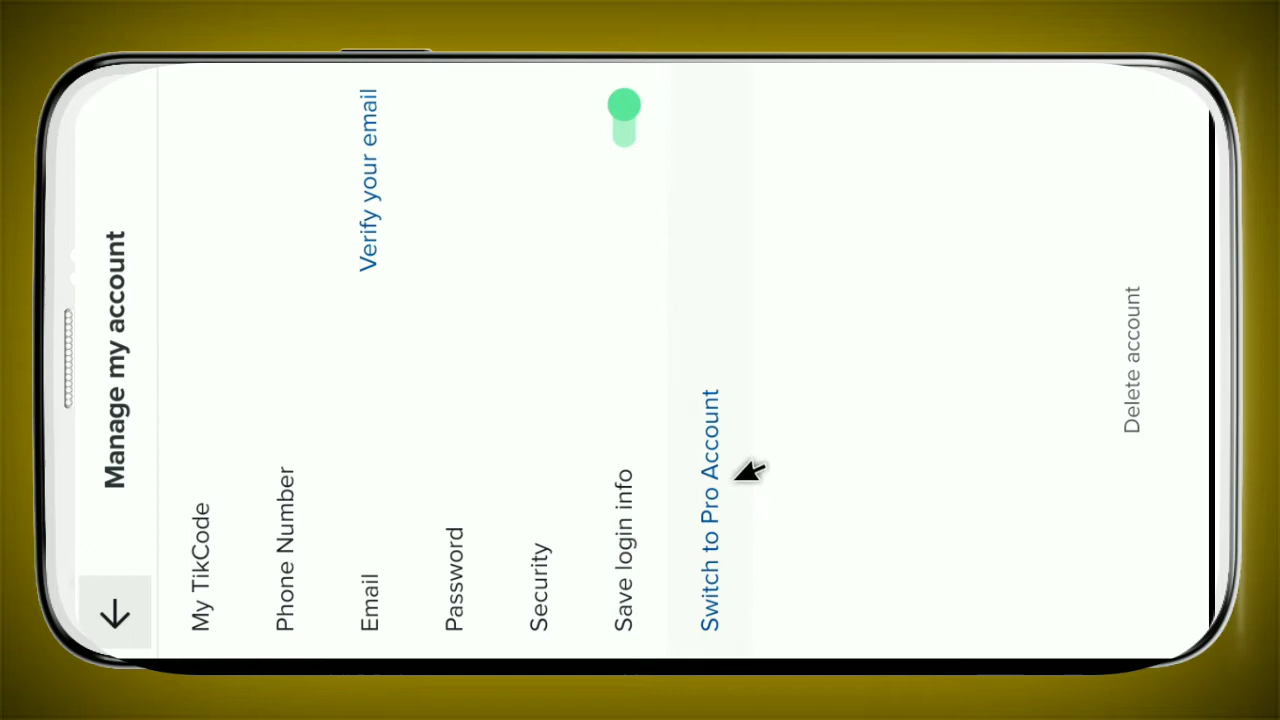 Manage my account
My TikCode
Phone Number
Email Verify your email
Password
Security
Save login info
Switch to Pro Account
Delete account